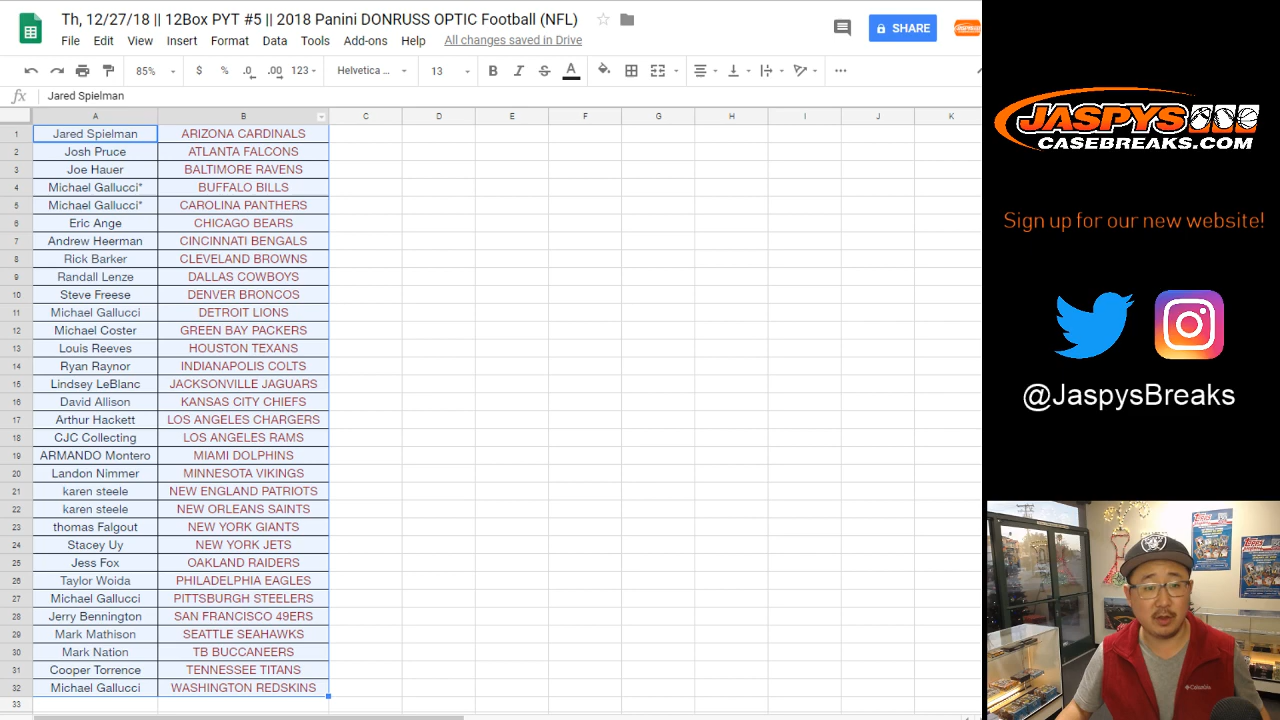 Th, 12/27/18 || 12Box PYT #5 || 2018 Panini DONRUSS OPTIC Football (NFL)
File Edit View Insert Format Data Tools Add-ons Help All changes saved in Drive
SHARE
85% $ % .0 .00 123 Helvetica ... 13 B I S A
fx Jared Spielman
A B C D E F G H I J K
1 Jared Spielman ARIZONA CARDINALS
2 Josh Pruce ATLANTA FALCONS
3 Joe Hauer BALTIMORE RAVENS
4 Michael Gallucci* BUFFALO BILLS
5 Michael Gallucci* CAROLINA PANTHERS
6 Eric Ange CHICAGO BEARS
7 Andrew Heerman CINCINNATI BENGALS
8 Rick Barker CLEVELAND BROWNS
9 Randall Lenze DALLAS COWBOYS
10 Steve Freese DENVER BRONCOS
11 Michael Gallucci DETROIT LIONS
12 Michael Coster GREEN BAY PACKERS
13 Louis Reeves HOUSTON TEXANS
14 Ryan Raynor INDIANAPOLIS COLTS
15 Lindsey LeBlanc JACKSONVILLE JAGUARS
16 David Allison KANSAS CITY CHIEFS
17 Arthur Hackett LOS ANGELES CHARGERS
18 CJC Collecting LOS ANGELES RAMS
19 ARMANDO Montero MIAMI DOLPHINS
20 Landon Nimmer MINNESOTA VIKINGS
21 karen steele NEW ENGLAND PATRIOTS
22 karen steele NEW ORLEANS SAINTS
23 thomas Falgout NEW YORK GIANTS
24 Stacey Uy NEW YORK JETS
25 Jess Fox OAKLAND RAIDERS
26 Taylor Woida PHILADELPHIA EAGLES
27 Michael Gallucci PITTSBURGH STEELERS
28 Jerry Bennington SAN FRANCISCO 49ERS
29 Mark Mathison SEATTLE SEAHAWKS
30 Mark Nation TB BUCCANEERS
31 Cooper Torrence TENNESSEE TITANS
32 Michael Gallucci WASHINGTON REDSKINS
33
JASPYS
CASEBREAKS.COM
Sign up for our new website!
@JaspysBreaks
Columbia